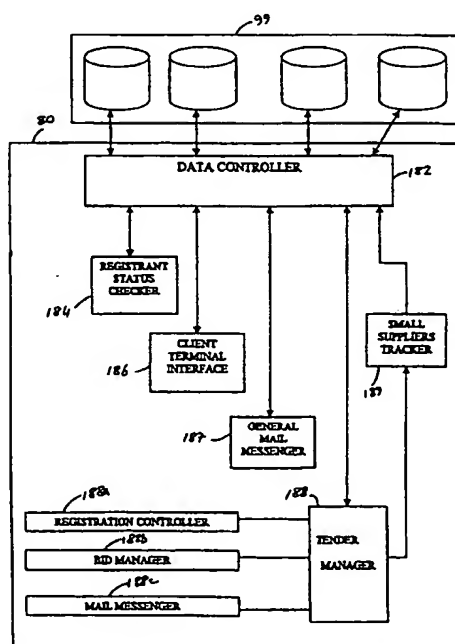 99
80
DATA CONTROLLER
182
REGISTRANT
STATUS
CHECKER
184
CLIENT
TERMINAL
INTERFACE
186
SMALL
SUPPLIERS
TRACKER
189
GENERAL
MAIL
MESSENGER
187
188a
188
REGISTRATION CONTROLLER
TENDER
MANAGER
188b
BID MANAGER
188c
MAIL MESSENGER